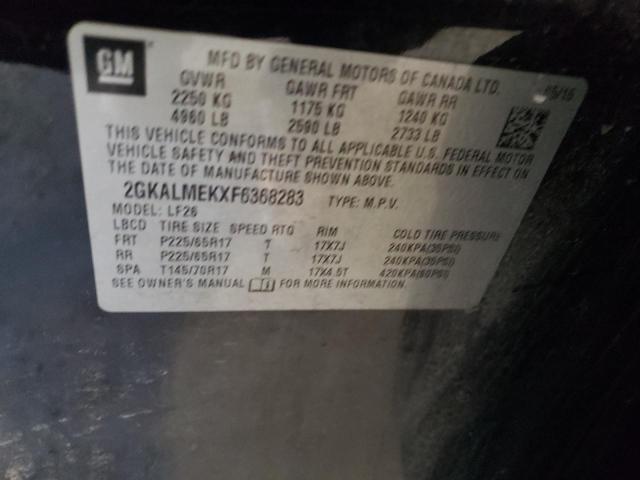 GM
MFD BY GENERAL MOTORS OF CANADA LTD.
GVWR GAWR FRT GAWR RR 05/15
2250 KG 1175 KG 1240 KG
4960 LB 2590 LB 2733 LB
THIS VEHICLE CONFORMS TO ALL APPLICABLE U.S. FEDERAL MOTOR
VEHICLE SAFETY AND THEFT PREVENTION STANDARDS IN EFFECT ON
THE DATE OF MANUFACTURE SHOWN ABOVE.
2GKALMEKXF6368283 TYPE: M.P.V.
MODEL: LF26
LBCD TIRE SIZE SPEED RTG RIM COLD TIRE PRESSURE
FRT P225/65R17 T 17X7J 240KPA(35PSI)
RR P225/65R17 T 17X7J 240KPA(35PSI)
SPA T145/70R17 M 17X4.5T 420KPA(60PSI)
SEE OWNER'S MANUAL FOR MORE INFORMATION.